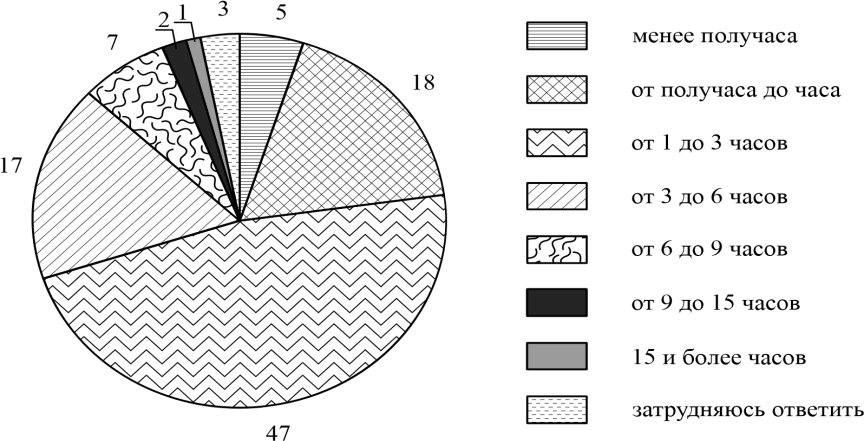 3
5
1
2
7
18
17
47
менее получаса
от получаса до часа
от 1 до 3 часов
от 3 до 6 часов
от 6 до 9 часов
от 9 до 15 часов
15 и более часов
затрудняюсь ответить